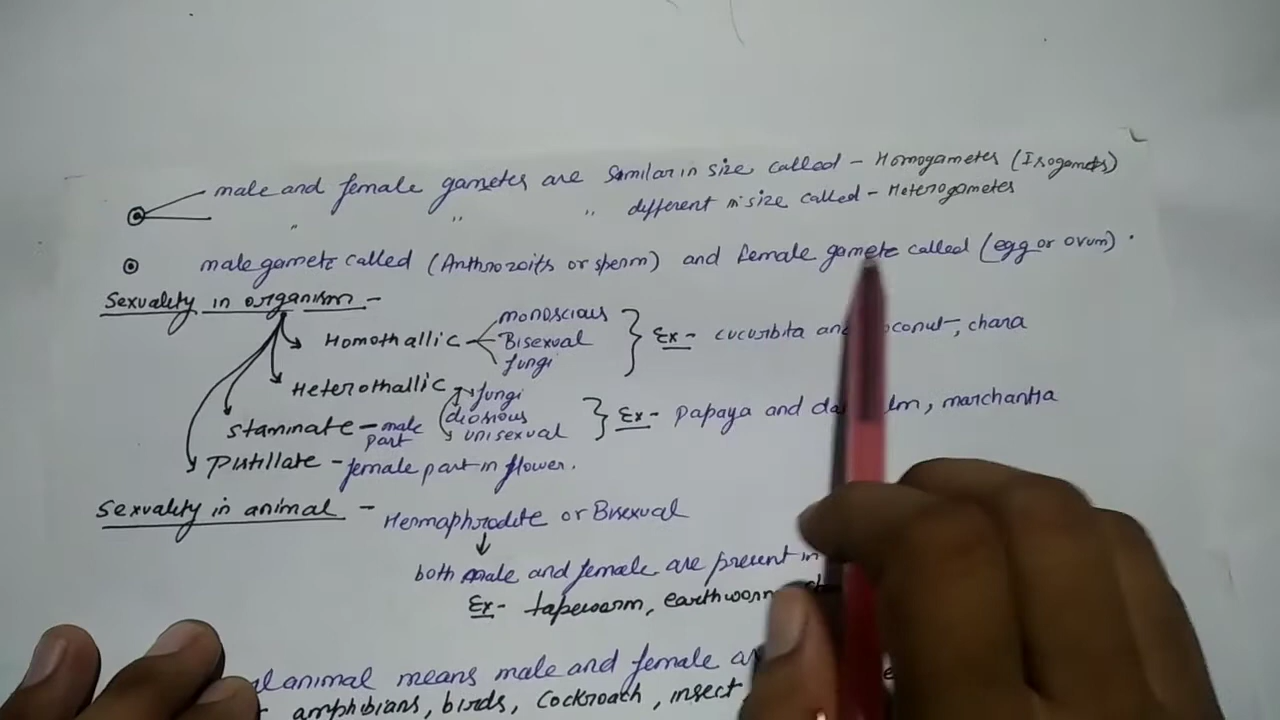 male and female gametes are Similar in size called - Homogametes (Isogametes)
" " " different in size called - Heterogametes
male gamete called (Anthrozoits or sperm) and female gamete called (egg or ovum).
Sexuality in organism -
Homothallic
monoscious
Bisexual
fungi
Ex - cucurbita and coconut, chara
Heterothallic
fungi
diosious
unisexual
Ex - papaya and palm, marchantia
Staminate - male part
Pistillate - female part in flower.
Sexuality in animal - Hermaphrodite or Bisexual
both male and female are present in
Ex - tapeworm, earthworm,
animal means male and female
amphibians, birds, cockroach, insect